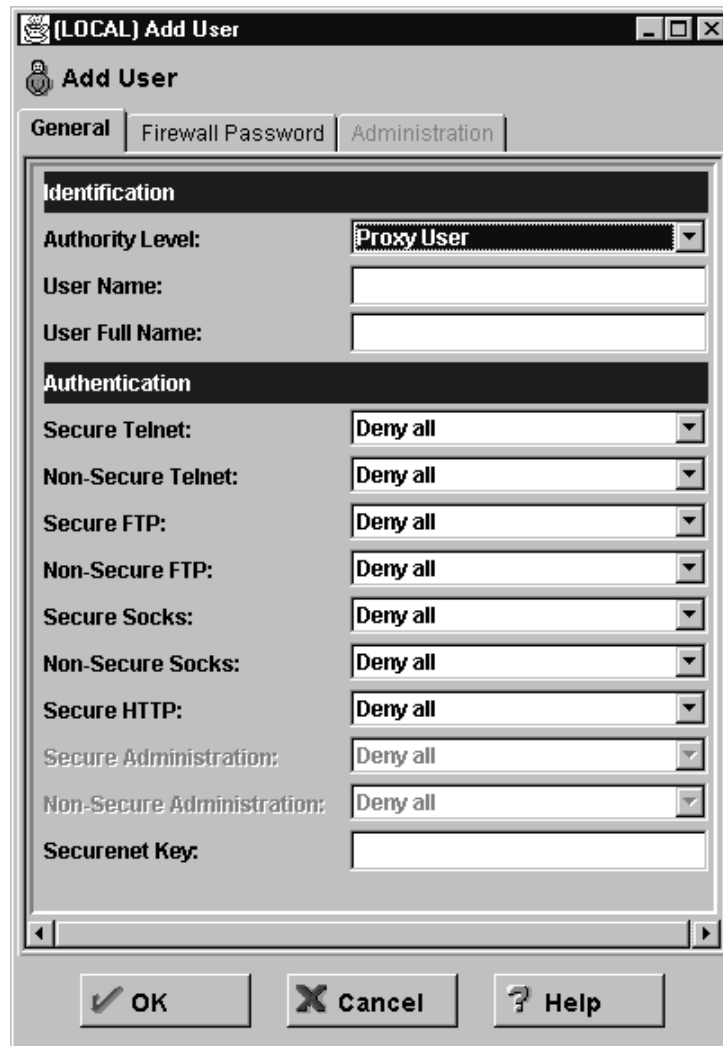 (LOCAL) Add User
Add User
General Firewall Password Administration
Identification
Authority Level: Proxy User
User Name:
User Full Name:
Authentication
Secure Telnet: Deny all
Non-Secure Telnet: Deny all
Secure FTP: Deny all
Non-Secure FTP: Deny all
Secure Socks: Deny all
Non-Secure Socks: Deny all
Secure HTTP: Deny all
Secure Administration: Deny all
Non-Secure Administration: Deny all
Securenet Key:
OK Cancel Help